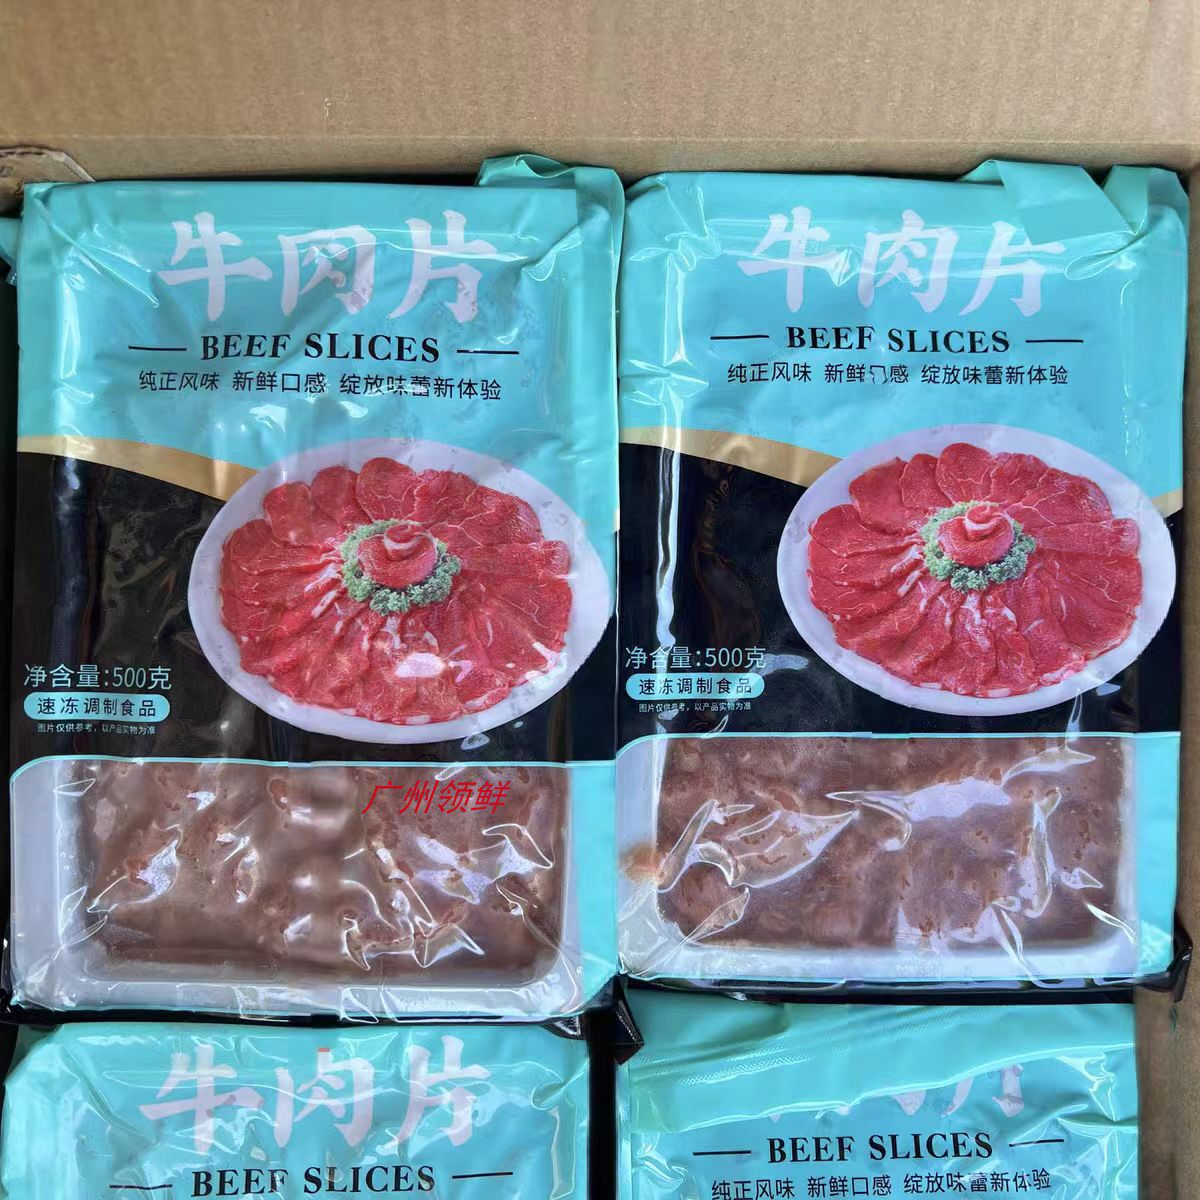 牛肉片
BEEF SLICES
纯正风味 新鲜口感 绽放味蕾新体验
净含量:500克
速冻调制食品
图片仅供参考，以产品实物为准
广州领鲜
牛肉片
BEEF SLICES
纯正风味 新鲜口感 绽放味蕾新体验
净含量:500克
速冻调制食品
图片仅供参考，以产品实物为准
牛肉片
BEEF SLICES
肉片
BEEF SLICES
纯正风味 新鲜口感 绽放味蕾新体验